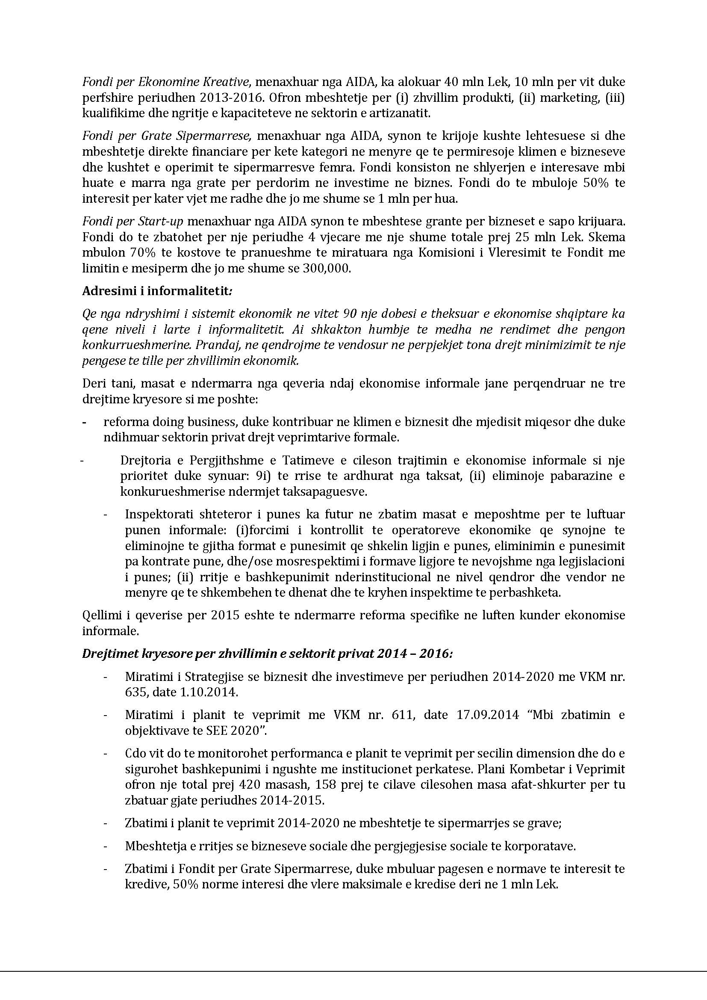 Fondi per Ekonomine Kreative, menaxhuar nga AIDA, ka alokuar 40 mln Lek, 10 mln per vit duke
perfshire periudhen 2013-2016. Ofron mbeshtetje per (i) zhvillim produkti, (ii) marketing, (iii)
kualifikime dhe ngritje e kapaciteteve ne sektorin e artizanatit.
Fondi per Grate Sipermarrese, menaxhuar nga AIDA, synon te krijoje kushte lehtesuese si dhe
mbeshtetje direkte financiare per kete kategori ne menyre qe te permiresoje klimen e bizneseve
dhe kushtet e operimit te sipermarresve femra. Fondi konsiston ne shlyerjen e interesave mbi
huate e marra nga grate per perdorim ne investime ne biznes. Fondi do te mbuloje 50% te
interesit per kater vjet me radhe dhe jo me shume se 1 mln per hua.
Fondi per Start-up menaxhuar nga AIDA synon te mbeshtese grante per bizneset e sapo krijuara.
Fondi do te zbatohet per nje periudhe 4 vjecare me nje shume totale prej 25 mln Lek. Skema
mbulon 70% te kostove te pranueshme te miratuara nga Komisioni i Vleresimit te Fondit me
limitin e mesiperm dhe jo me shume se 300,000.
Adresimi i informalitetit:
Qe nga ndryshimi i sistemit ekonomik ne vitet 90 nje dobesi e theksuar e ekonomise shqiptare ka
qene niveli i larte i informalitetit. Ai shkakton humbje te medha ne rendimet dhe pengon
konkurrueshmerine. Prandaj, ne qendrojme te vendosur ne perpjekjet tona drejt minimizimit te nje
pengese te tille per zhvillimin ekonomik.
Deri tani, masat e ndermarra nga qeveria ndaj ekonomise informale jane perqendruar ne tre
drejtime kryesore si me poshte:
- reforma doing business, duke kontribuar ne klimen e biznesit dhe mjedisit miqesor dhe duke
ndihmuar sektorin privat drejt veprimtarive formale.
- Drejtoria e Pergjithshme e Tatimeve e cileson trajtimin e ekonomise informale si nje
prioritet duke synuar: 9i) te rrise te ardhurat nga taksat, (ii) eliminoje pabarazine e
konkurueshmerise ndermjet taksapaguesve.
- Inspektorati shteteror i punes ka futur ne zbatim masat e meposhtme per te luftuar
punen informale: (i)forcimi i kontrollit te operatoreve ekonomike qe synojne te
eliminojne te gjitha format e punesimit qe shkelin ligjin e punes, eliminimin e punesimit
pa kontrate pune, dhe/ose mosrespektimi i formave ligjore te nevojshme nga legjislacioni
i punes; (ii) rritje e bashkepunimit nderinstitucional ne nivel qendror dhe vendor ne
menyre qe te shkembehen te dhenat dhe te kryhen inspektime te perbashketa.
Qellimi i qeverise per 2015 eshte te ndermarre reforma specifike ne luften kunder ekonomise
informale.
Drejtimet kryesore per zhvillimin e sektorit privat 2014 – 2016:
- Miratimi i Strategjise se biznesit dhe investimeve per periudhen 2014-2020 me VKM nr.
635, date 1.10.2014.
- Miratimi i planit te veprimit me VKM nr. 611, date 17.09.2014 “Mbi zbatimin e
objektivave te SEE 2020”.
- Cdo vit do te monitorohet performanca e planit te veprimit per secilin dimension dhe do e
sigurohet bashkepunimi i ngushte me institucionet perkatese. Plani Kombetar i Veprimit
ofron nje total prej 420 masash, 158 prej te cilave cilesohen masa afat-shkurter per tu
zbatuar gjate periudhes 2014-2015.
- Zbatimi i planit te veprimit 2014-2020 ne mbeshtetje te sipermarrjes se grave;
- Mbeshtetja e rritjes se bizneseve sociale dhe pergjegjesise sociale te korporatave.
- Zbatimi i Fondit per Grate Sipermarrese, duke mbuluar pagesen e normave te interesit te
kredive, 50% norme interesi dhe vlere maksimale e kredise deri ne 1 mln Lek.